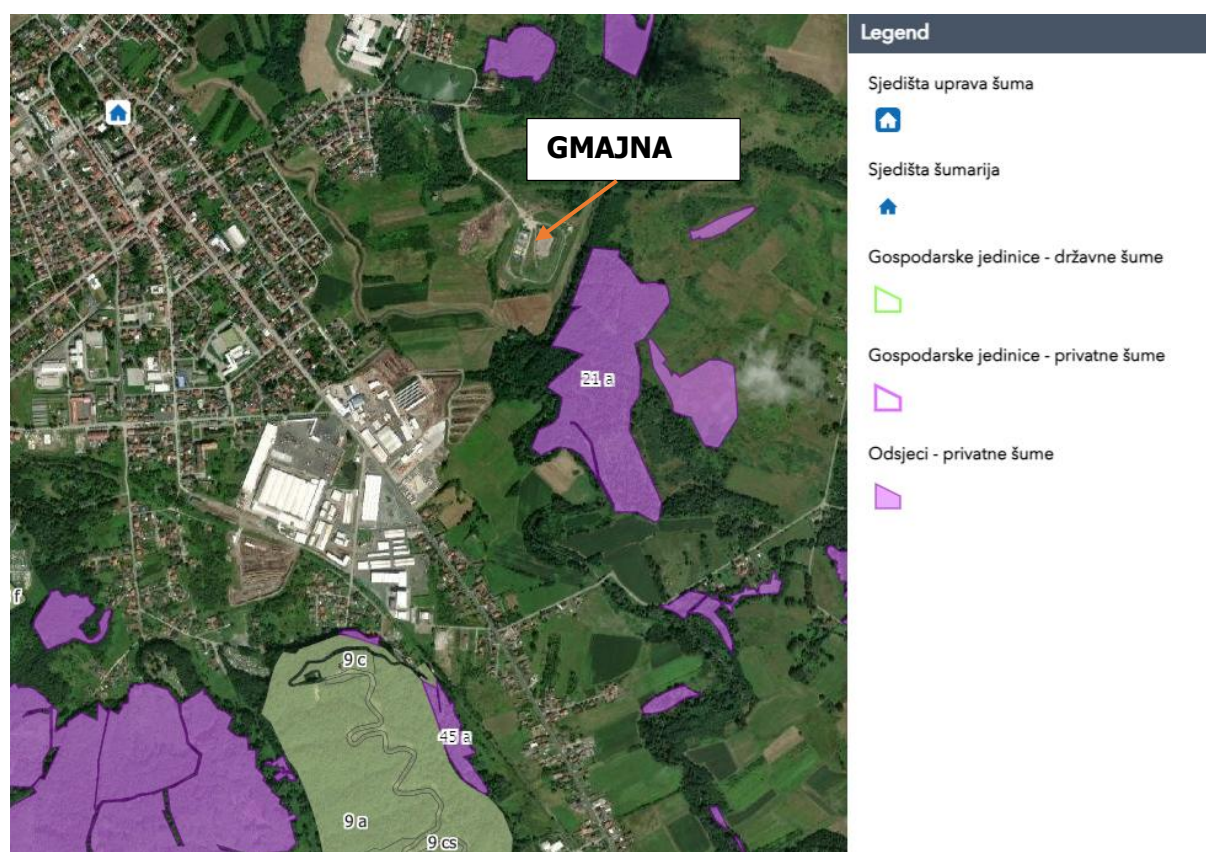 GMAJNA
21 a
f
9 c
45 a
9 a
9 cs
Legend
Sjedišta uprava šuma
Sjedišta šumarija
Gospodarske jedinice - državne šume
Gospodarske jedinice - privatne šume
Odsjeci - privatne šume